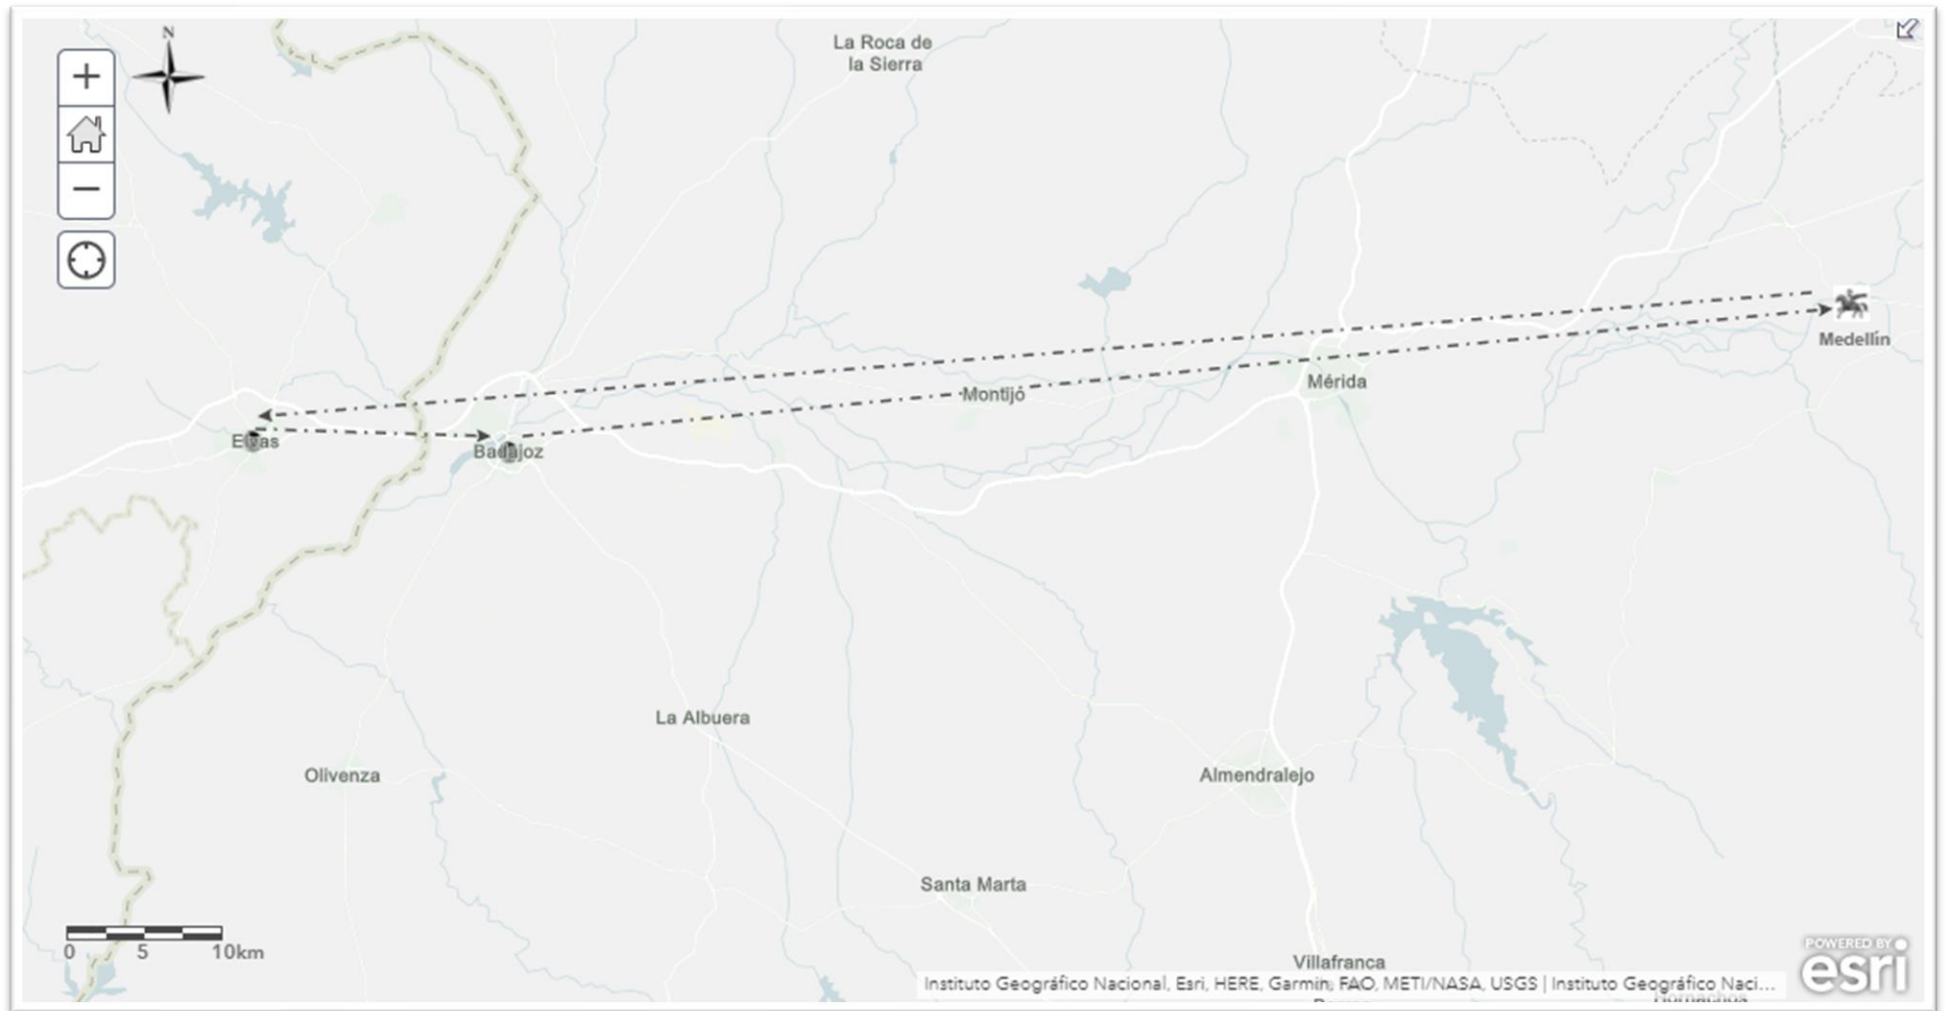 N
La Roca de
la Sierra
Medellín
Montijo
Mérida
Elvas
Badajoz
La Albuera
Olivenza
Almendralejo
Santa Marta
Villafranca
0 5 10km
POWERED BY
esri
Instituto Geográfico Nacional, Esri, HERE, Garmin, FAO, METI/NASA, USGS | Instituto Geográfico Naci...